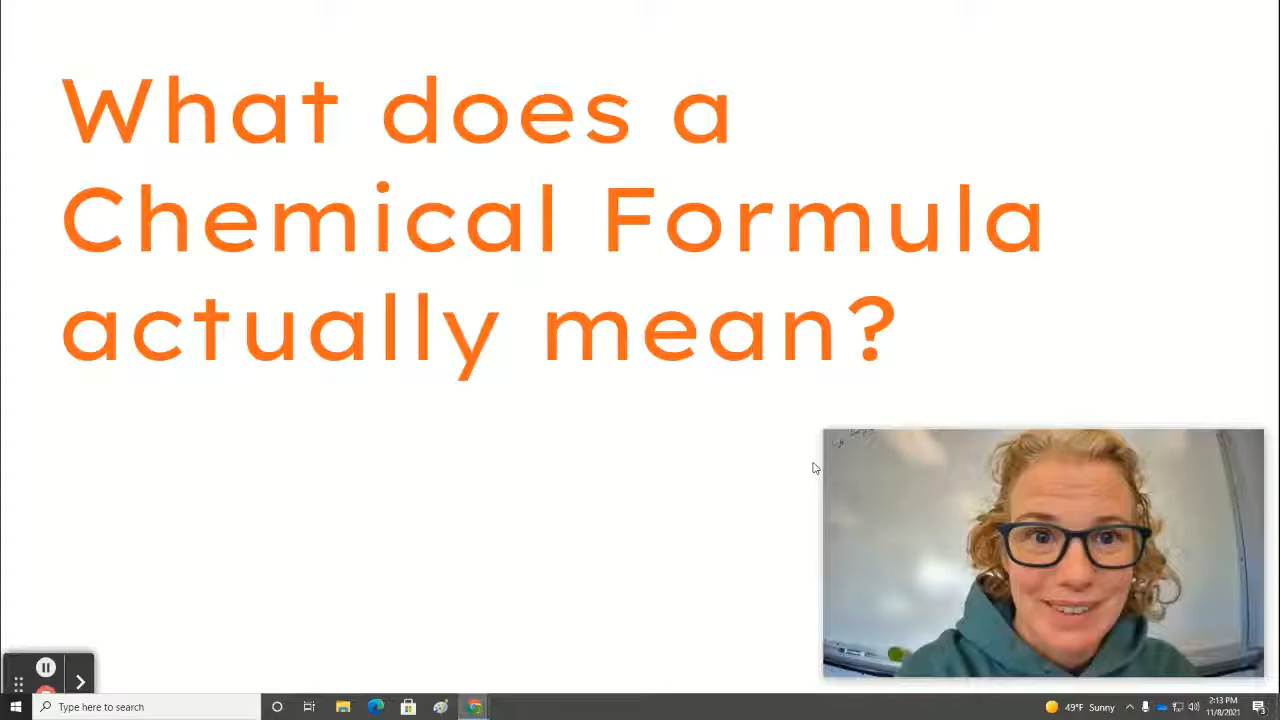 What does a
Chemical Formula
actually mean?
Type here to search
49°F Sunny
2:13 PM
11/8/2021